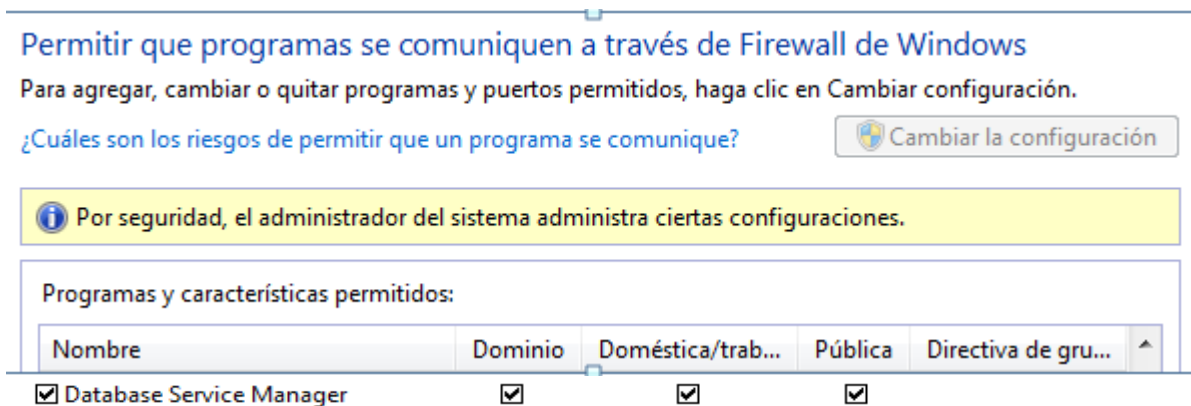 Permitir que programas se comuniquen a través de Firewall de Windows
Para agregar, cambiar o quitar programas y puertos permitidos, haga clic en Cambiar configuración.
¿Cuáles son los riesgos de permitir que un programa se comunique? Cambiar la configuración
Por seguridad, el administrador del sistema administra ciertas configuraciones.
Programas y características permitidos:
Nombre Dominio Doméstica/trab... Pública Directiva de gru...
Database Service Manager